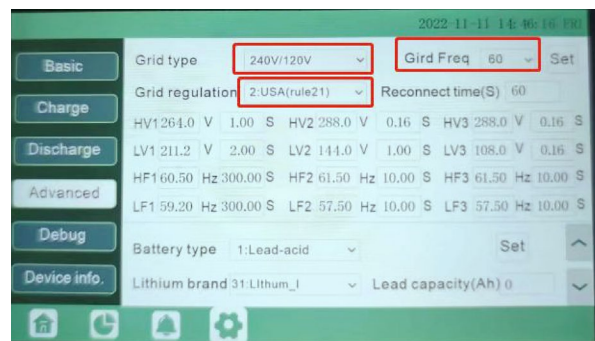 2022-11-11 14:46:16 FRI
Basic
Charge
Discharge
Advanced
Debug
Device info.
Grid type 240V/120V Gird Freq 60 Set
Grid regulation 2:USA(rule21) Reconnect time(S) 60
HV1 264.0 V 1.00 S HV2 288.0 V 0.16 S HV3 288.0 V 0.16 S
LV1 211.2 V 2.00 S LV2 144.0 V 1.00 S LV3 108.0 V 0.16 S
HF1 60.50 Hz 300.00 S HF2 61.50 Hz 10.00 S HF3 61.50 Hz 10.00 S
LF1 59.20 Hz 300.00 S LF2 57.50 Hz 10.00 S LF3 57.50 Hz 10.00 S
Battery type 1:Lead-acid Set
Lithium brand 31:LIthum_I Lead capacity(Ah) 0